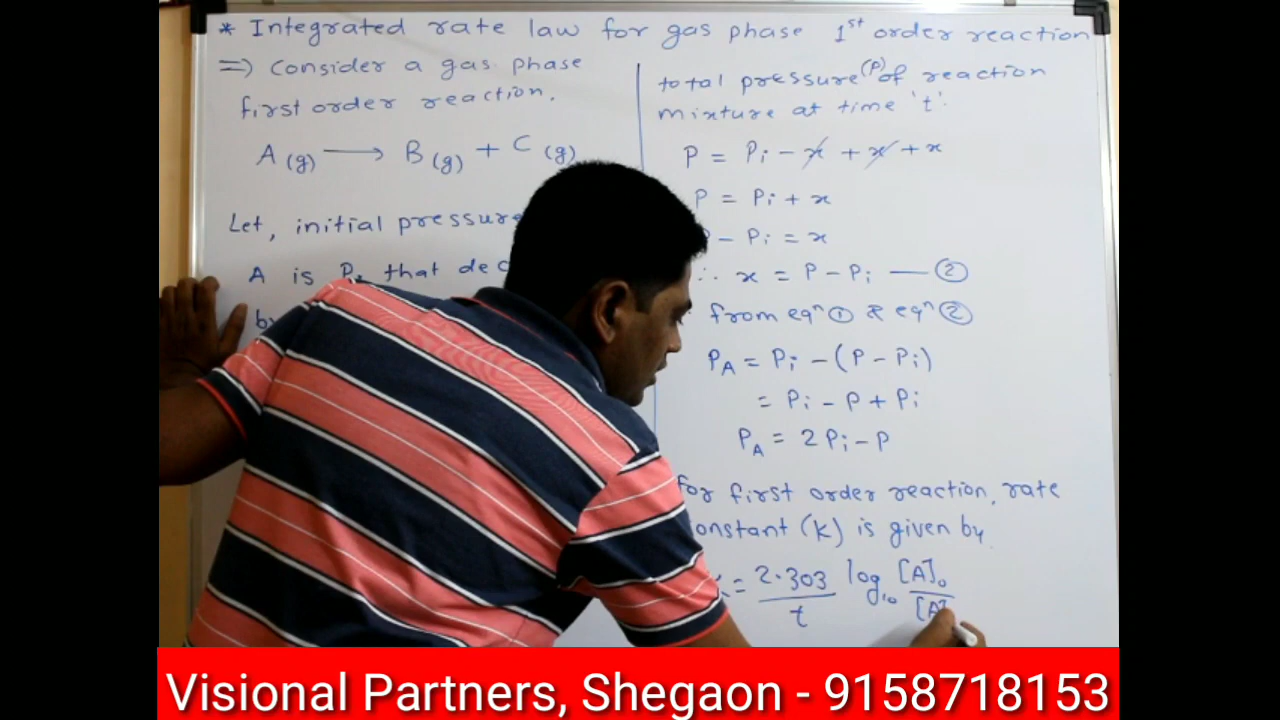 * Integrated rate law for gas phase 1st order reaction
=) Consider a gas phase
first order reaction.
A (g) ⟶ B (g) + C (g)
Let, initial pressure
A is Pi that dec
by
total pressure (P) of reaction
mixture at time 't'.
P = Pi - x + x + x
P = Pi + x
P - Pi = x
∴ x = P - Pi — ②
from eqn ① & eqn ②
PA = Pi - (P - Pi)
= Pi - P + Pi
PA = 2Pi - P
for first order reaction, rate
constant (K) is given by
K = 2.303/t log10 [A]0/[A]
Visional Partners, Shegaon - 9158718153